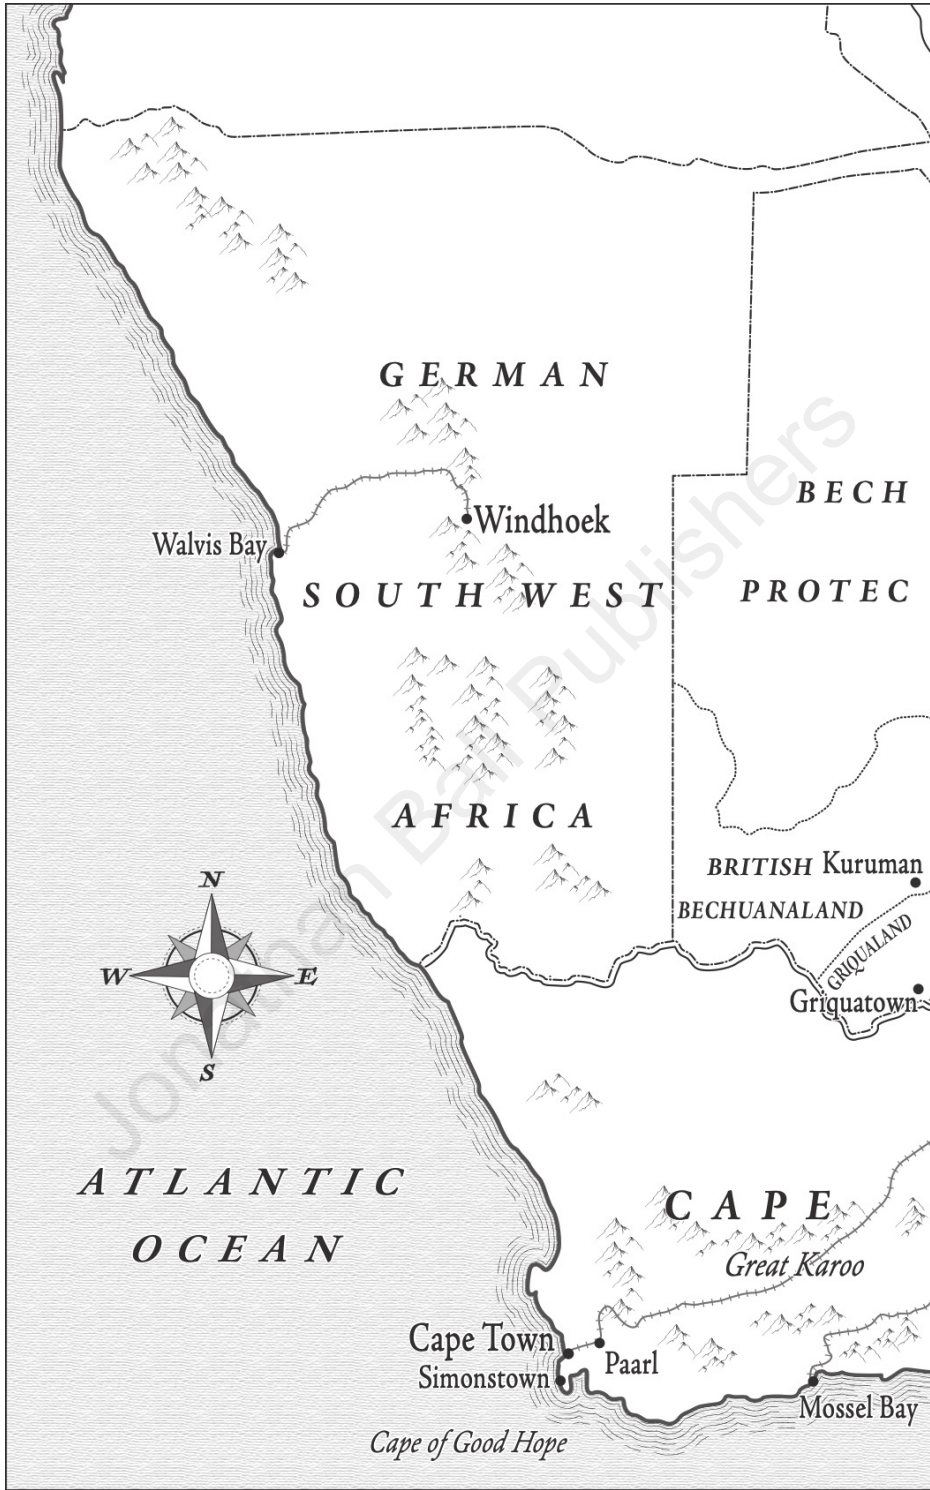 GERMAN
BECH
Windhoek
Walvis Bay
SOUTH WEST
PROTEC
AFRICA
BRITISH
Kuruman
BECHUANALAND
GRIQUALAND
Griquatown
N
W
E
S
ATLANTIC
OCEAN
CAPE
Great Karoo
Cape Town
Paarl
Simonstown
Mossel Bay
Cape of Good Hope
Jonathan Ball Publishers